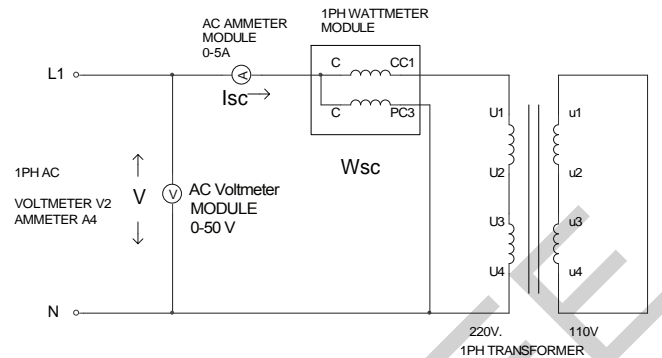 AC AMMETER
MODULE
0-5A
1PH WATTMETER
MODULE
L1
A
Isc
C
CC1
C
PC3
Wsc
U1
u1
1PH AC
V
V
AC Voltmeter
MODULE
0-50 V
U2
u2
VOLTMETER V2
AMMETER A4
U3
u3
U4
u4
N
220V.
110V
1PH TRANSFORMER